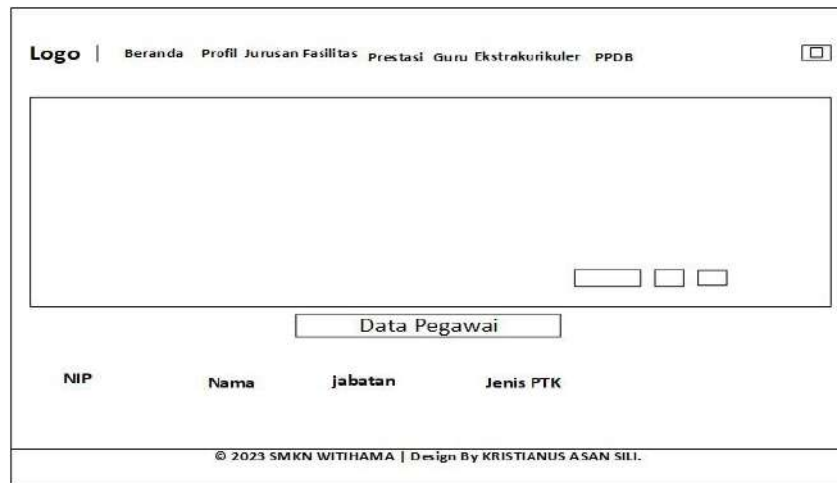 Logo | Beranda Profil Jurusan Fasilitas Prestasi Guru Ekstrakurikuler PPDB
Data Pegawai
NIP Nama jabatan Jenis PTK
© 2023 SMKN WITIHAMA | Design By KRISTIANUS ASAN SILI.